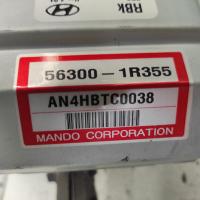 RBk
56300-1R355
AN4HBTC0038
MANDO CORPORATION